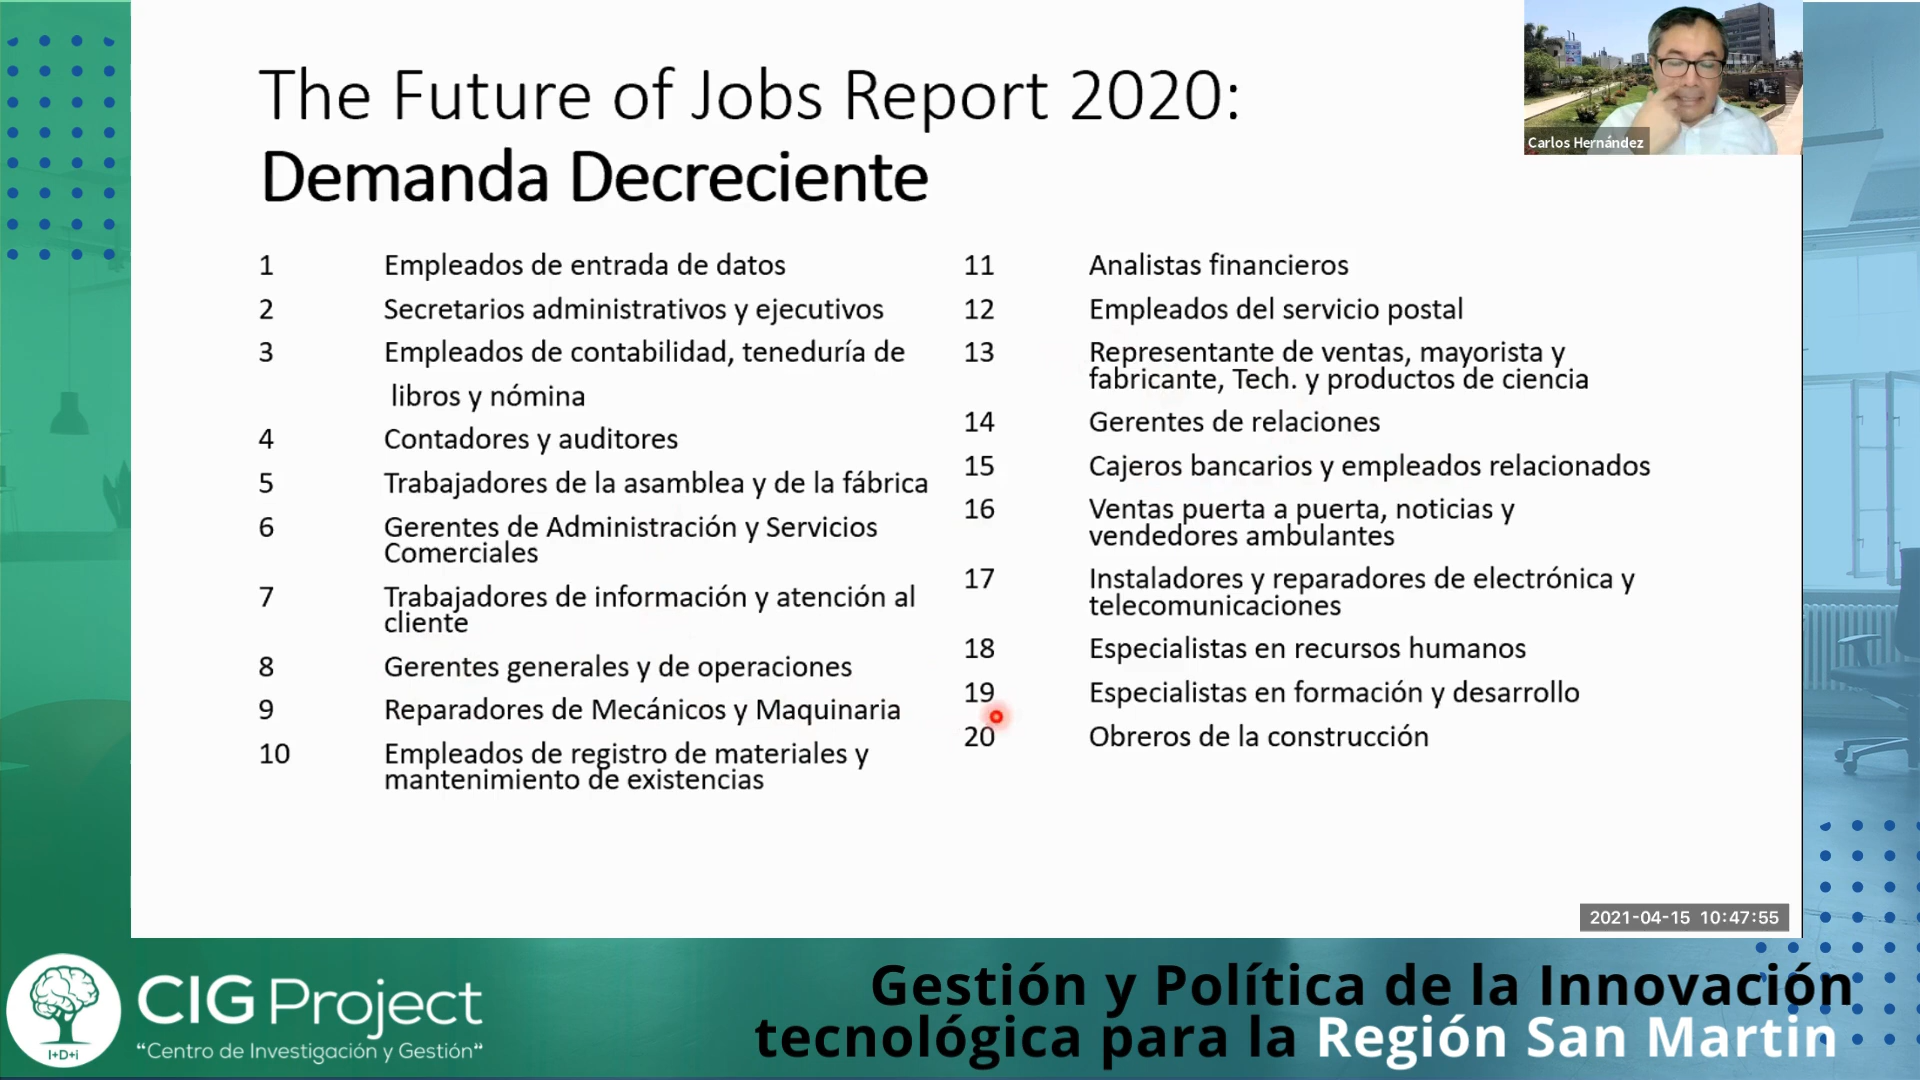 The Future of Jobs Report 2020:
Demanda Decreciente
1 Empleados de entrada de datos
2 Secretarios administrativos y ejecutivos
3 Empleados de contabilidad, teneduría de
libros y nómina
4 Contadores y auditores
5 Trabajadores de la asamblea y de la fábrica
6 Gerentes de Administración y Servicios
Comerciales
7 Trabajadores de información y atención al
cliente
8 Gerentes generales y de operaciones
9 Reparadores de Mecánicos y Maquinaria
10 Empleados de registro de materiales y
mantenimiento de existencias
11 Analistas financieros
12 Empleados del servicio postal
13 Representante de ventas, mayorista y
fabricante, Tech. y productos de ciencia
14 Gerentes de relaciones
15 Cajeros bancarios y empleados relacionados
16 Ventas puerta a puerta, noticias y
vendedores ambulantes
17 Instaladores y reparadores de electrónica y
telecomunicaciones
18 Especialistas en recursos humanos
19 Especialistas en formación y desarrollo
20 Obreros de la construcción
Carlos Hernández
2021-04-15 10:47:55
I+D+i
CIG Project
“Centro de Investigación y Gestión”
Gestión y Política de la Innovación
tecnológica para la Región San Martin